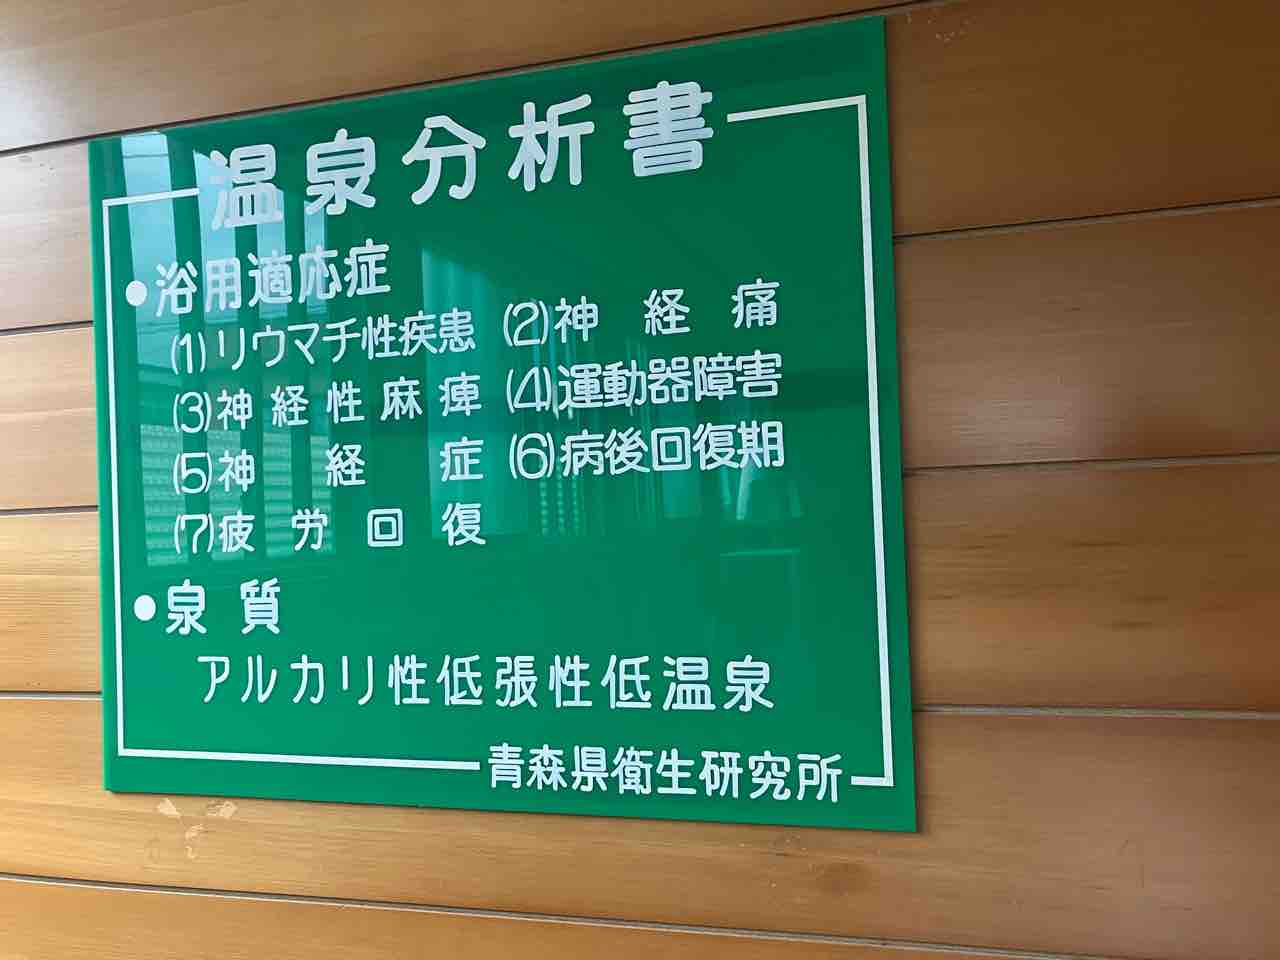 温泉分析書
●浴用適応症
(1)リウマチ性疾患 (2)神経痛
(3)神経性麻痺 (4)運動器障害
(5)神経症 (6)病後回復期
(7)疲労回復
●泉質
アルカリ性低張性低温泉
青森県衛生研究所